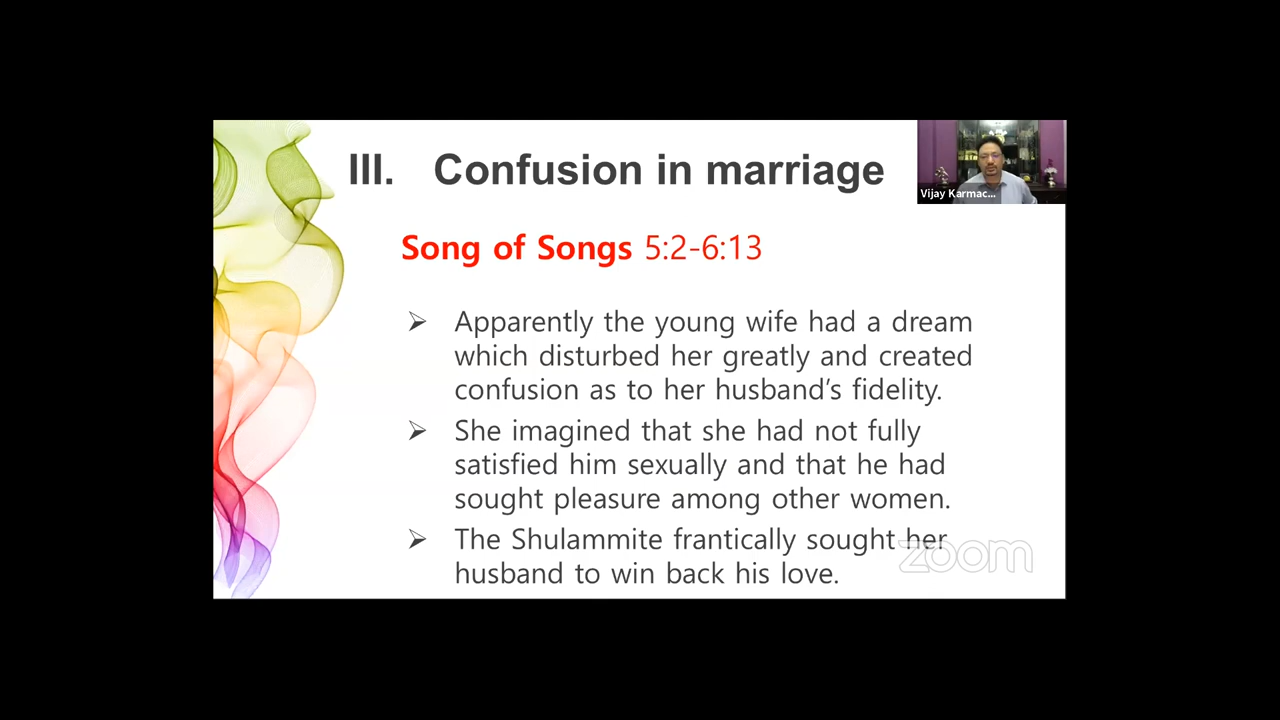 III. Confusion in marriage
Vijay Karmac...
Song of Songs 5:2-6:13
➢ Apparently the young wife had a dream
which disturbed her greatly and created
confusion as to her husband’s fidelity.
➢ She imagined that she had not fully
satisfied him sexually and that he had
sought pleasure among other women.
➢ The Shulammite frantically sought her
husband to win back his love.
zoom